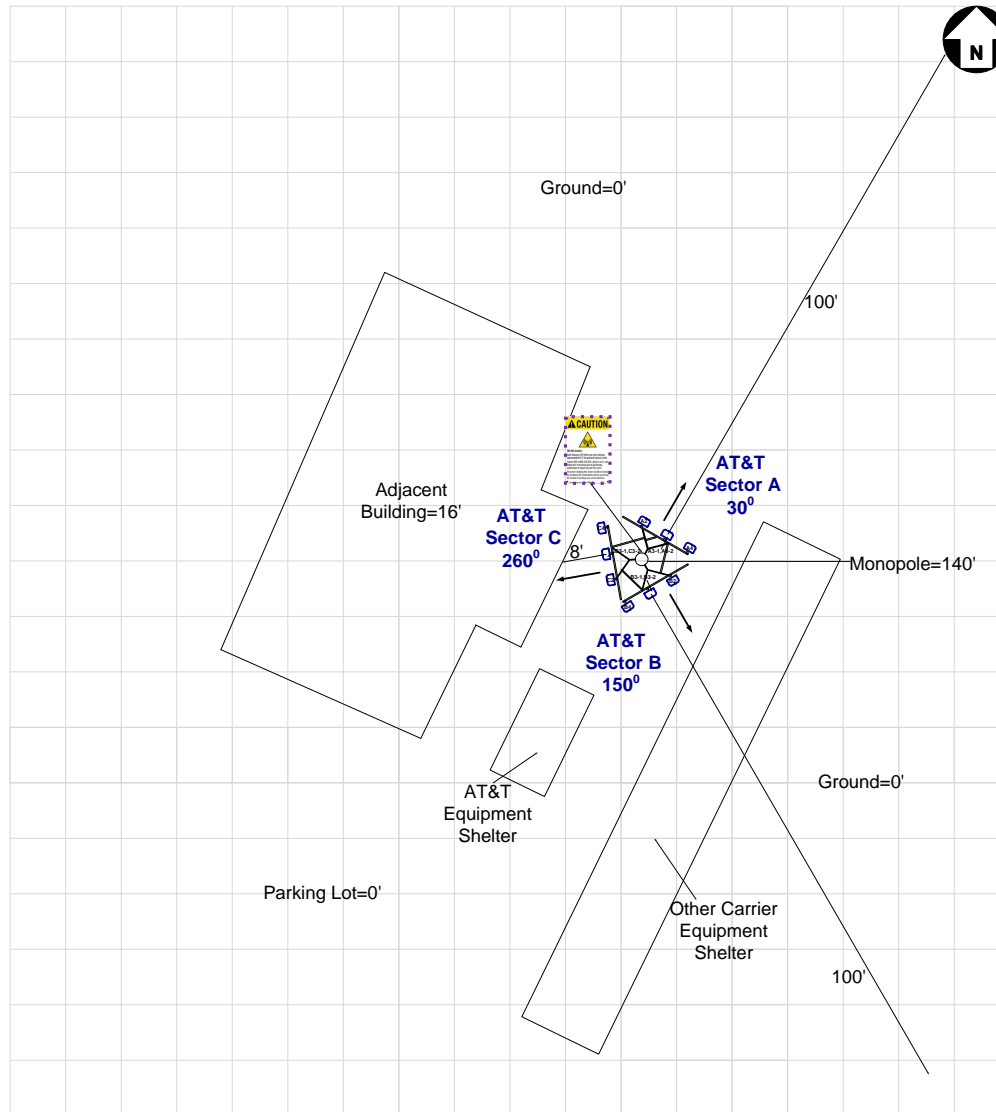 N
Ground=0'
100'
CAUTION
AT&T
Sector A
30⁰
Adjacent
Building=16'
AT&T
Sector C
260⁰
8'
Monopole=140'
AT&T
Sector B
150⁰
Ground=0'
AT&T
Equipment
Shelter
Parking Lot=0'
Other Carrier
Equipment
Shelter
100'